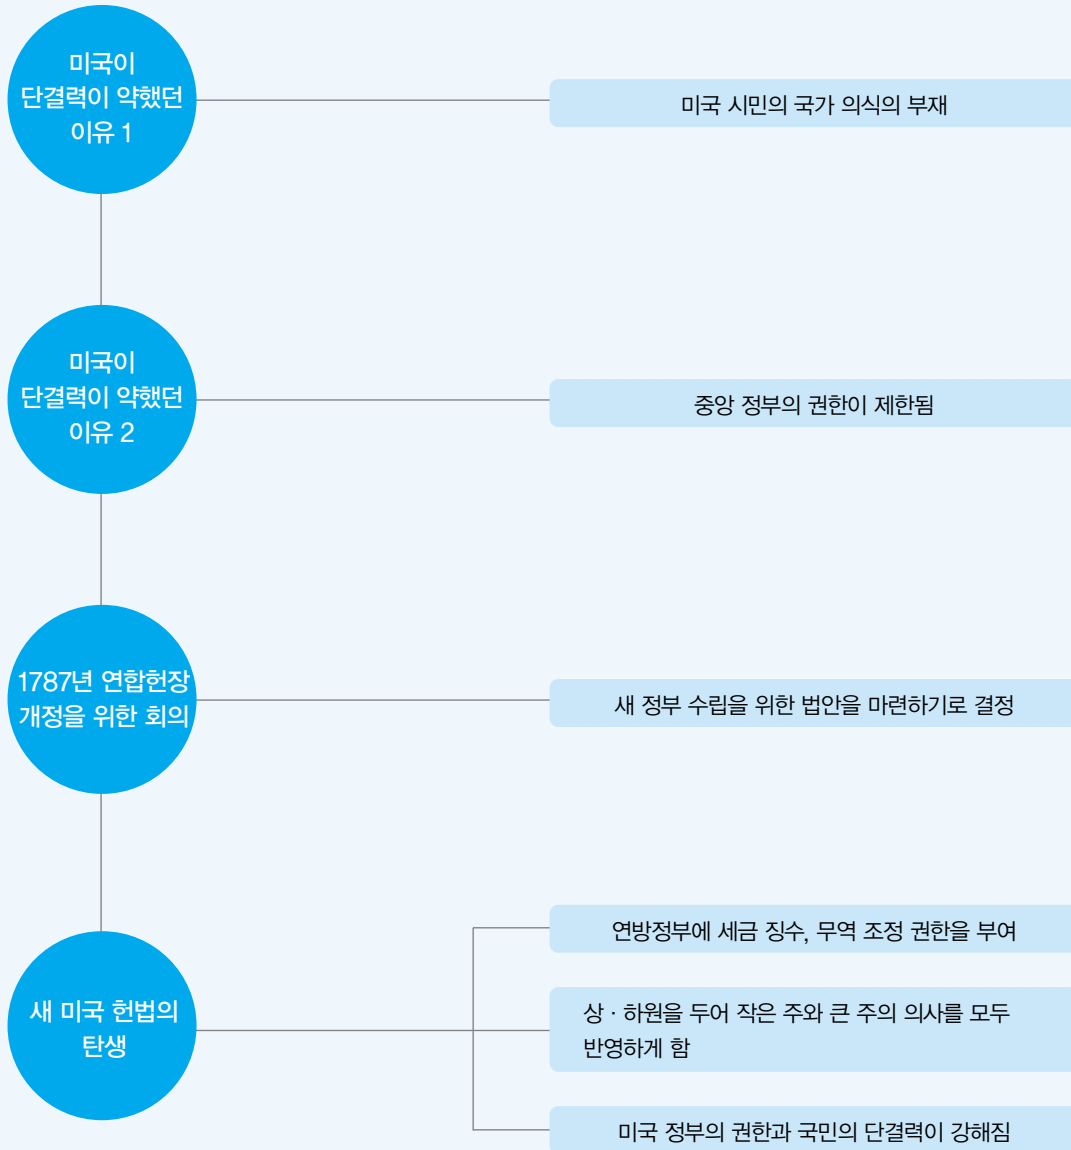 미국이
단결력이 약했던
이유 1
미국 시민의 국가 의식의 부재
미국이
단결력이 약했던
이유 2
중앙 정부의 권한이 제한됨
1787년 연합헌장
개정을 위한 회의
새 정부 수립을 위한 법안을 마련하기로 결정
새 미국 헌법의
탄생
연방정부에 세금 징수, 무역 조정 권한을 부여
상 · 하원을 두어 작은 주와 큰 주의 의사를 모두
반영하게 함
미국 정부의 권한과 국민의 단결력이 강해짐